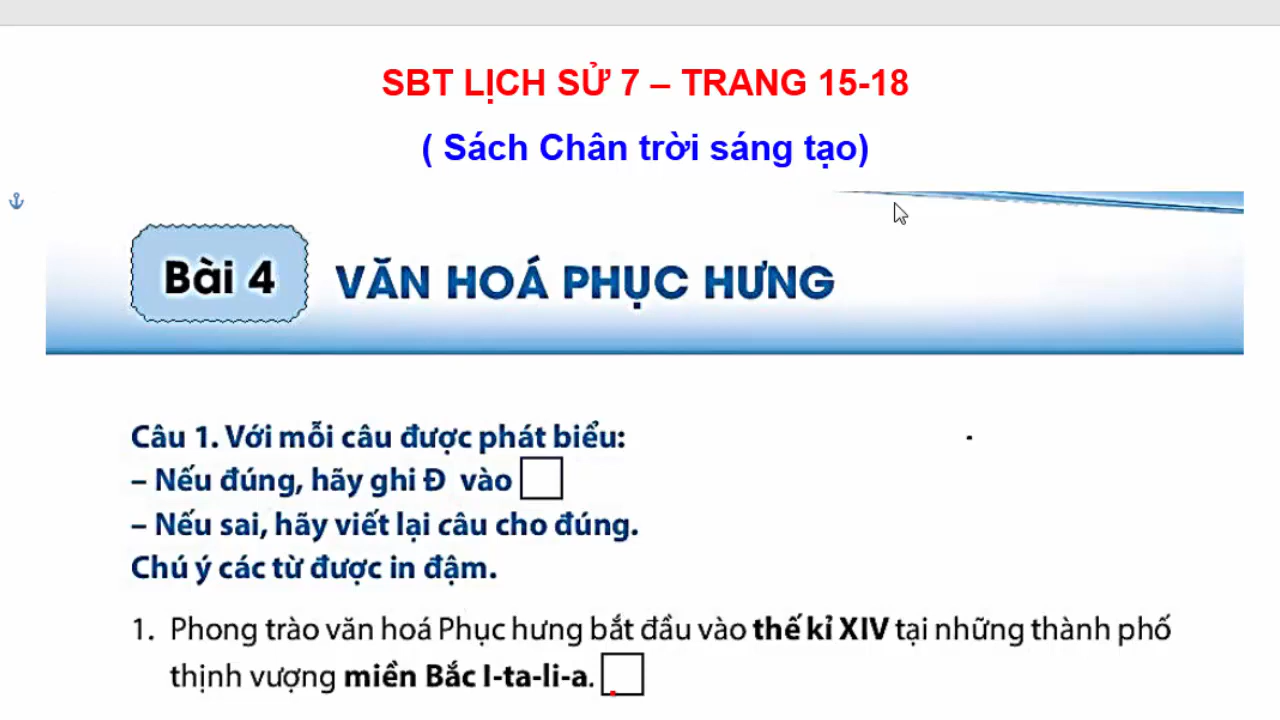 SBT LỊCH SỬ 7 – TRANG 15-18
( Sách Chân trời sáng tạo)
Bài 4 VĂN HOÁ PHỤC HƯNG
Câu 1. Với mỗi câu được phát biểu:
– Nếu đúng, hãy ghi Đ vào
– Nếu sai, hãy viết lại câu cho đúng.
Chú ý các từ được in đậm.
1. Phong trào văn hoá Phục hưng bắt đầu vào thế kỉ XIV tại những thành phố
thịnh vượng miền Bắc I-ta-li-a.